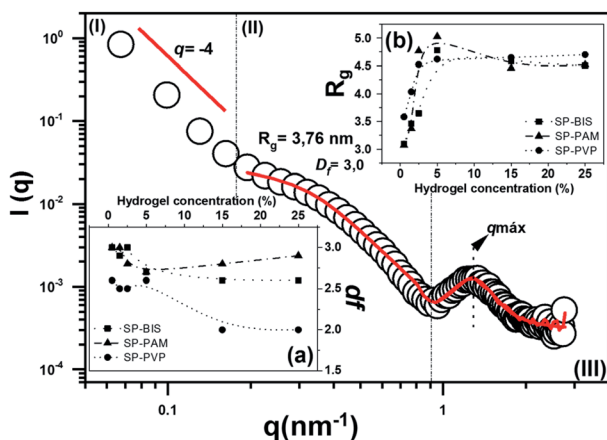 (I)
(II)
q= -4
(b)
R_g
5.0
4.5
4.0
3.5
3.0
SP-BIS
SP-PAM
SP-PVP
0
5
10
15
20
25
Hydrogel concentration (%)
R_g = 3,76 nm
D_f= 3,0
Hydrogel concentration (%)
0
5
10
15
20
25
3.0
2.5
2.0
1.5
df
SP-BIS
SP-PAM
SP-PVP
(a)
qmáx
(III)
10^0
10^-1
10^-2
10^-3
10^-4
I (q)
0.1
1
q(nm^-1)